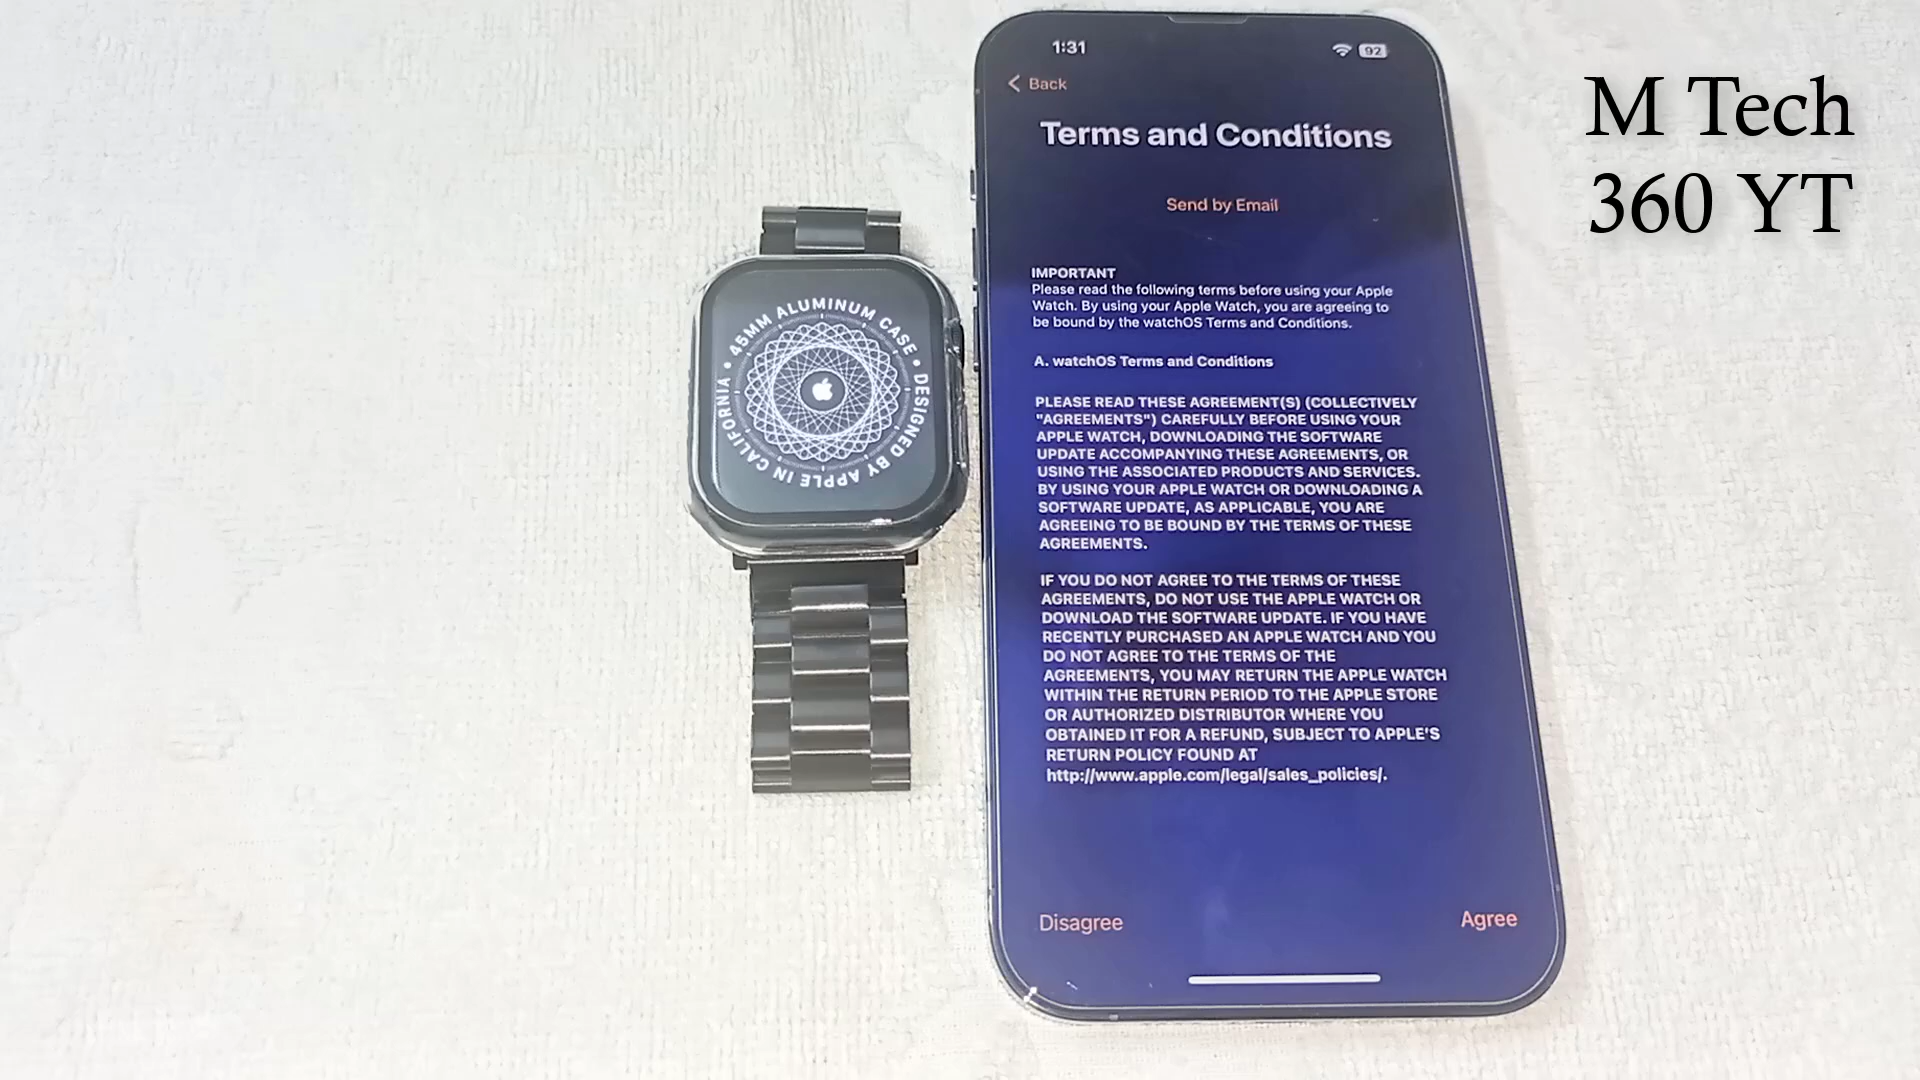 45MM ALUMINUM CASE • DESIGNED BY APPLE IN CALIFORNIA •
1:31
92
Back
Terms and Conditions
Send by Email
IMPORTANT
Please read the following terms before using your Apple
Watch. By using your Apple Watch, you are agreeing to
be bound by the watchOS Terms and Conditions.
A. watchOS Terms and Conditions
PLEASE READ THESE AGREEMENT(S) (COLLECTIVELY
"AGREEMENTS") CAREFULLY BEFORE USING YOUR
APPLE WATCH, DOWNLOADING THE SOFTWARE
UPDATE ACCOMPANYING THESE AGREEMENTS, OR
USING THE ASSOCIATED PRODUCTS AND SERVICES.
BY USING YOUR APPLE WATCH OR DOWNLOADING A
SOFTWARE UPDATE, AS APPLICABLE, YOU ARE
AGREEING TO BE BOUND BY THE TERMS OF THESE
AGREEMENTS.
IF YOU DO NOT AGREE TO THE TERMS OF THESE
AGREEMENTS, DO NOT USE THE APPLE WATCH OR
DOWNLOAD THE SOFTWARE UPDATE. IF YOU HAVE
RECENTLY PURCHASED AN APPLE WATCH AND YOU
DO NOT AGREE TO THE TERMS OF THE
AGREEMENTS, YOU MAY RETURN THE APPLE WATCH
WITHIN THE RETURN PERIOD TO THE APPLE STORE
OR AUTHORIZED DISTRIBUTOR WHERE YOU
OBTAINED IT FOR A REFUND, SUBJECT TO APPLE'S
RETURN POLICY FOUND AT
http://www.apple.com/legal/sales_policies/.
Disagree
Agree
M Tech
360 YT